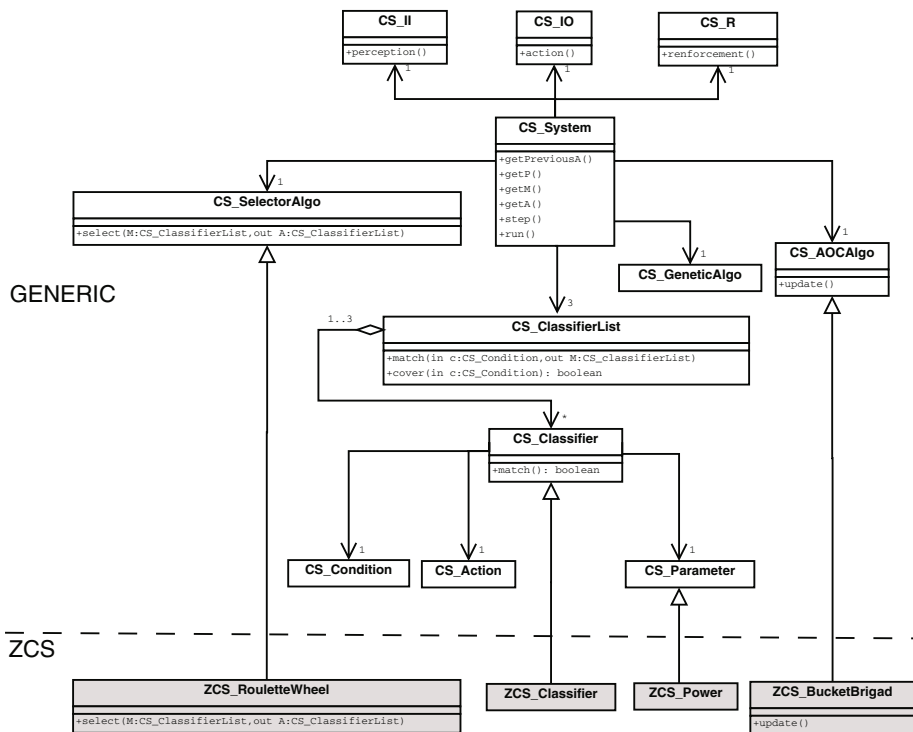 CS_II
+perception()
1
CS_IO
+action()
1
CS_R
+renforcement()
1
CS_System
+getPreviousA()
+getP()
+getM()
+getA()
+step()
+run()
1
CS_SelectorAlgo
+select(M:CS_ClassifierList,out A:CS_ClassifierList)
1
CS_GeneticAlgo
1
CS_AOCAlgo
+update()
GENERIC
3
1..3
CS_ClassifierList
+match(in c:CS_Condition,out M:CS_classifierList)
+cover(in c:CS_Condition): boolean
*
CS_Classifier
+match(): boolean
1
CS_Condition
1
CS_Action
1
CS_Parameter
ZCS
ZCS_RouletteWheel
+select(M:CS_ClassifierList,out A:CS_ClassifierList)
ZCS_Classifier
ZCS_Power
ZCS_BucketBrigad
+update()